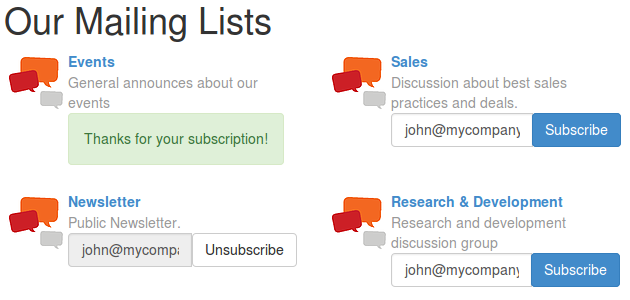 Our Mailing Lists
Events
General announces about our
events
Thanks for your subscription!
Sales
Discussion about best sales
practices and deals.
john@mycompany Subscribe
Newsletter
Public Newsletter.
john@mycompa Unsubscribe
Research & Development
Research and development
discussion group
john@mycompany Subscribe